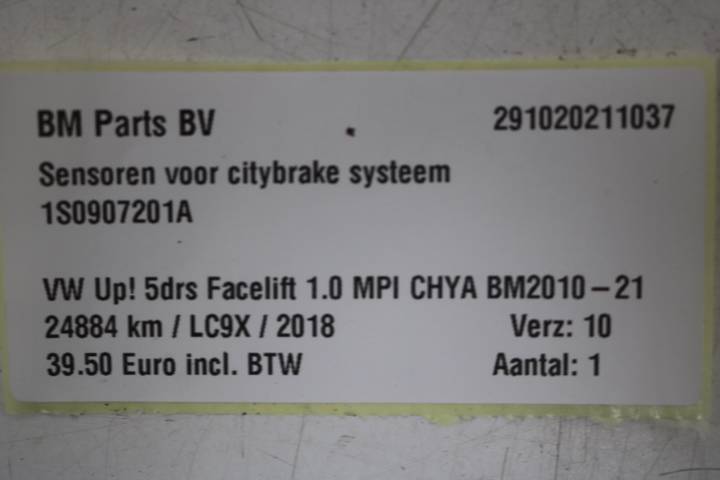 BM Parts BV 291020211037
Sensoren voor citybrake systeem
1S0907201A
VW Up! 5drs Facelift 1.0 MPI CHYA BM2010-21
24884 km / LC9X / 2018 Verz: 10
39.50 Euro incl. BTW Aantal: 1